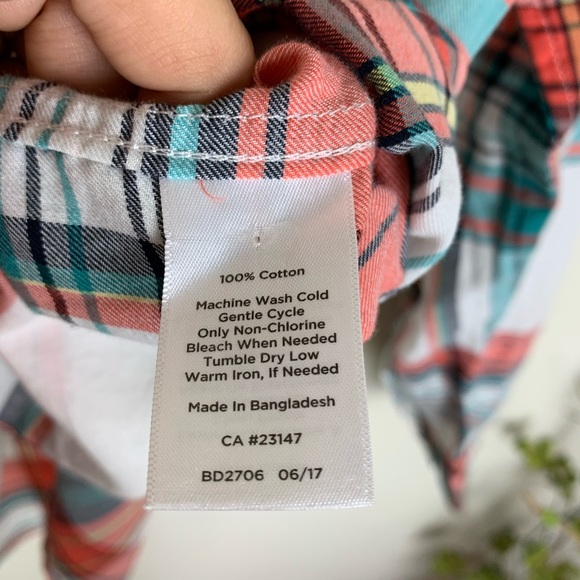 100% Cotton
Machine Wash Cold
Gentle Cycle
Only Non-Chlorine
Bleach When Needed
Tumble Dry Low
Warm Iron, If Needed
Made In Bangladesh
CA #23147
BD2706 06/17